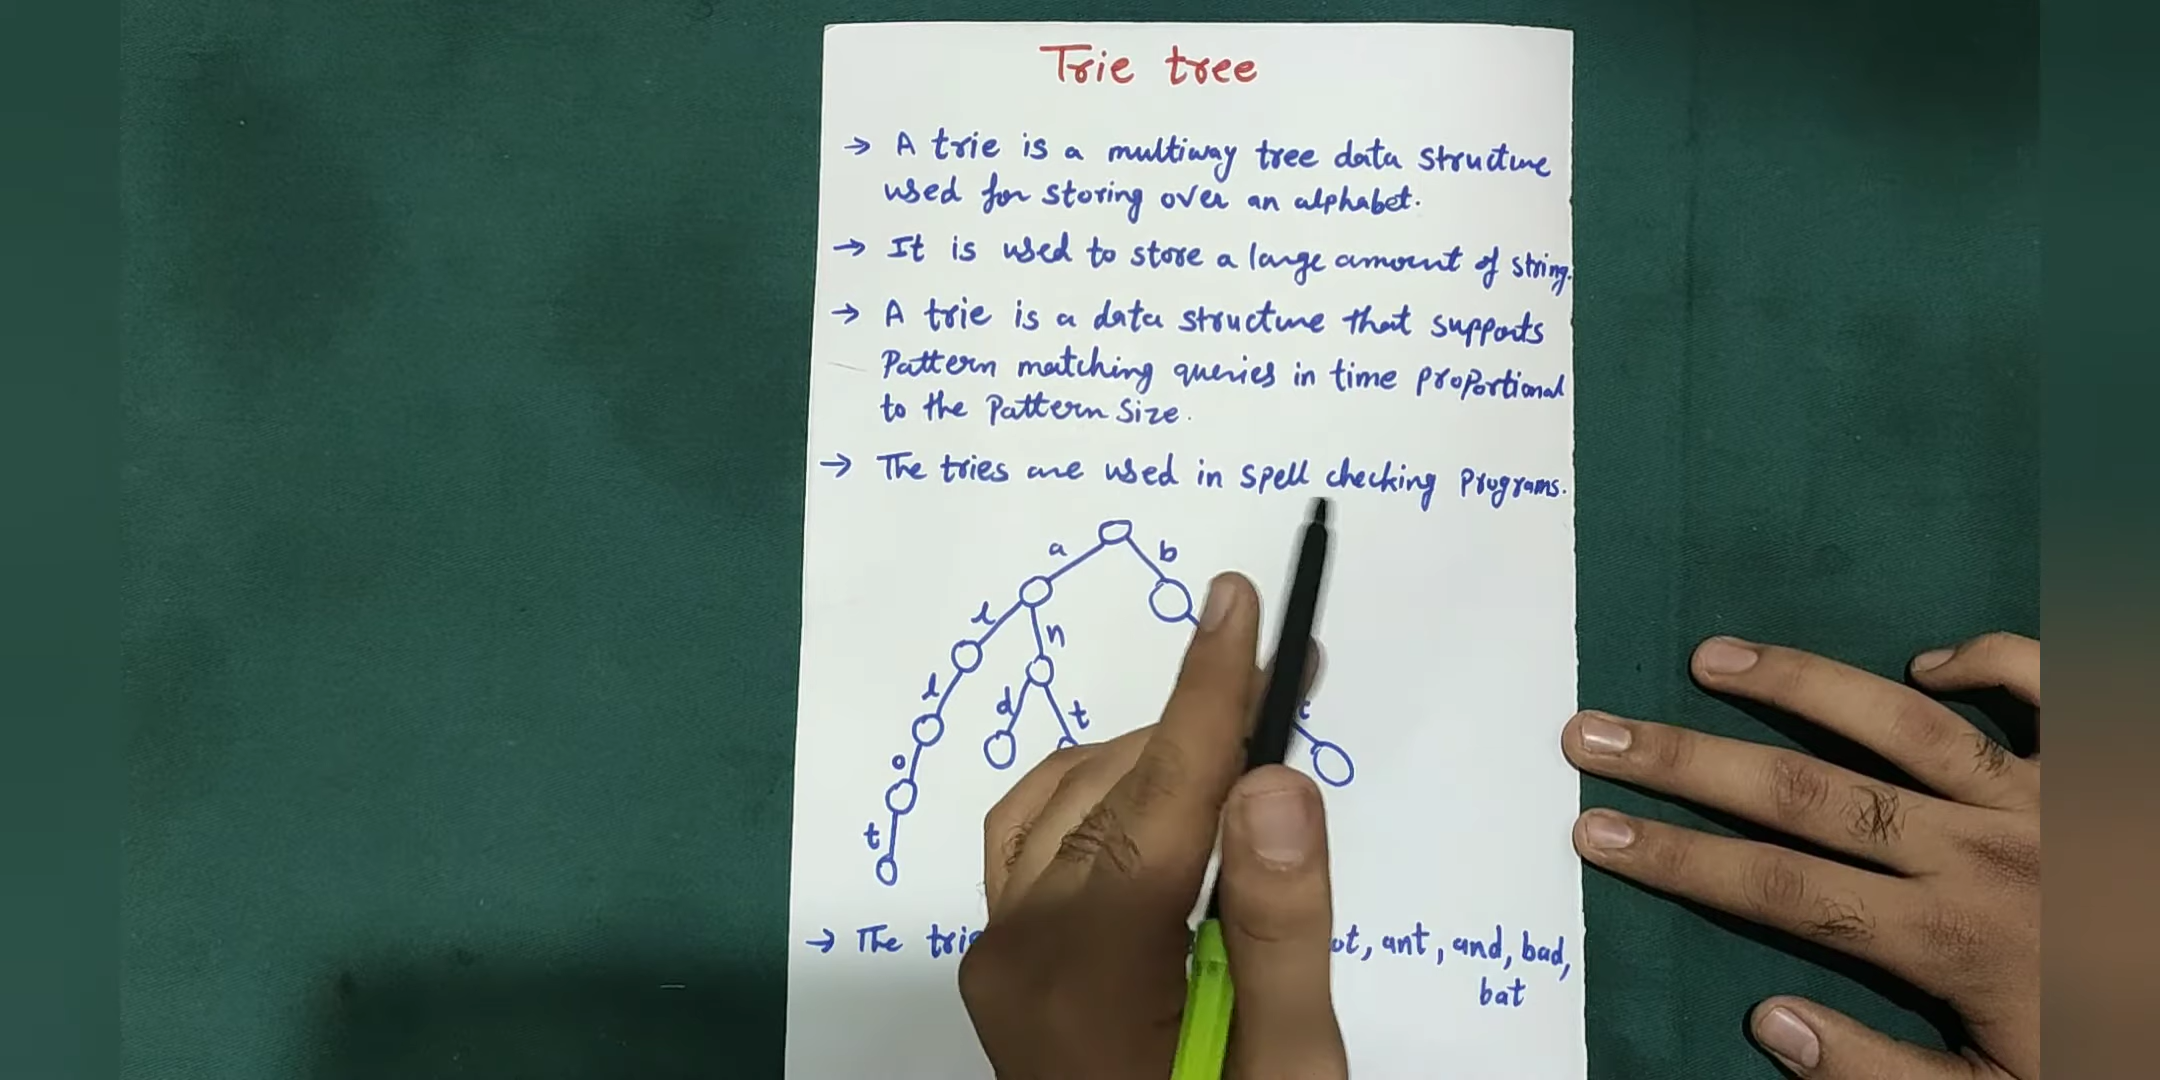 Trie tree
→ A trie is a multiway tree data structure
used for storing over an alphabet.
→ It is used to store a large amount of string.
→ A trie is a data structure that supports
Pattern matching queries in time proportional
to the Pattern Size.
→ The tries are used in spell checking programs.
a b
l n
l d t
o
t
→ The ant, and, bad,
bat